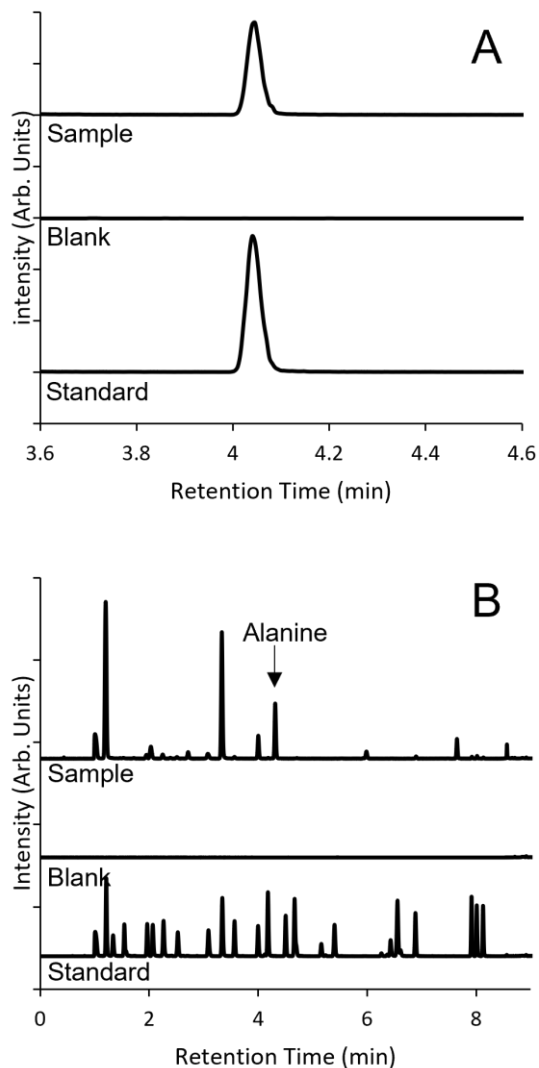 A
Sample
Blank
Standard
intensity (Arb. Units)
3.6 3.8 4 4.2 4.4 4.6
Retention Time (min)
B
Alanine
Sample
Blank
Standard
Intensity (Arb. Units)
0 2 4 6 8
Retention Time (min)